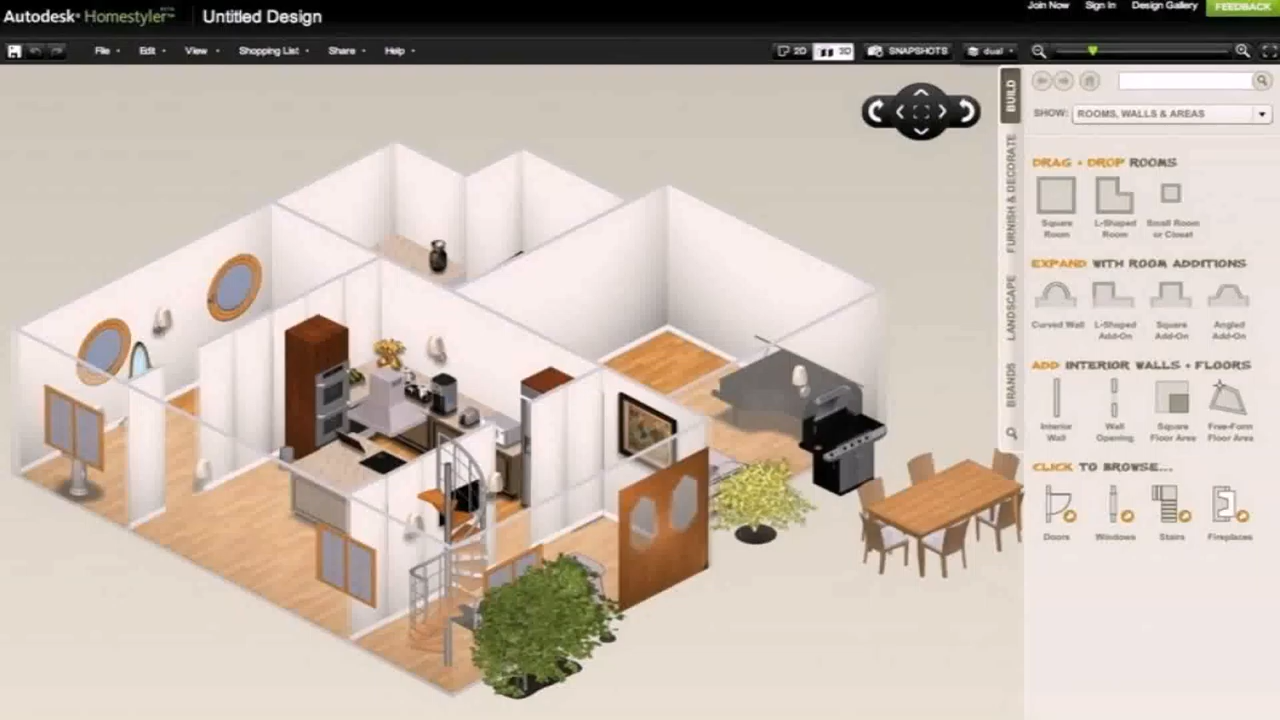 Autodesk® Homestyler™ BETA
Untitled Design
Join Now Sign In Design Gallery FEEDBACK
File Edit View Shopping List Share Help
2D 3D SNAPSHOTS dual
BUILD
FURNISH & DECORATE
LANDSCAPE
BRANDS
SHOW: ROOMS, WALLS & AREAS
DRAG + DROP ROOMS
Square Room
L-Shaped Room
Small Room or Closet
EXPAND WITH ROOM ADDITIONS
Curved Wall
L-Shaped Add-On
Square Add-On
Angled Add-On
ADD INTERIOR WALLS + FLOORS
Interior Wall
Wall Opening
Square Floor Area
Free-Form Floor Area
CLICK TO BROWSE...
Doors Windows Stairs Fireplaces